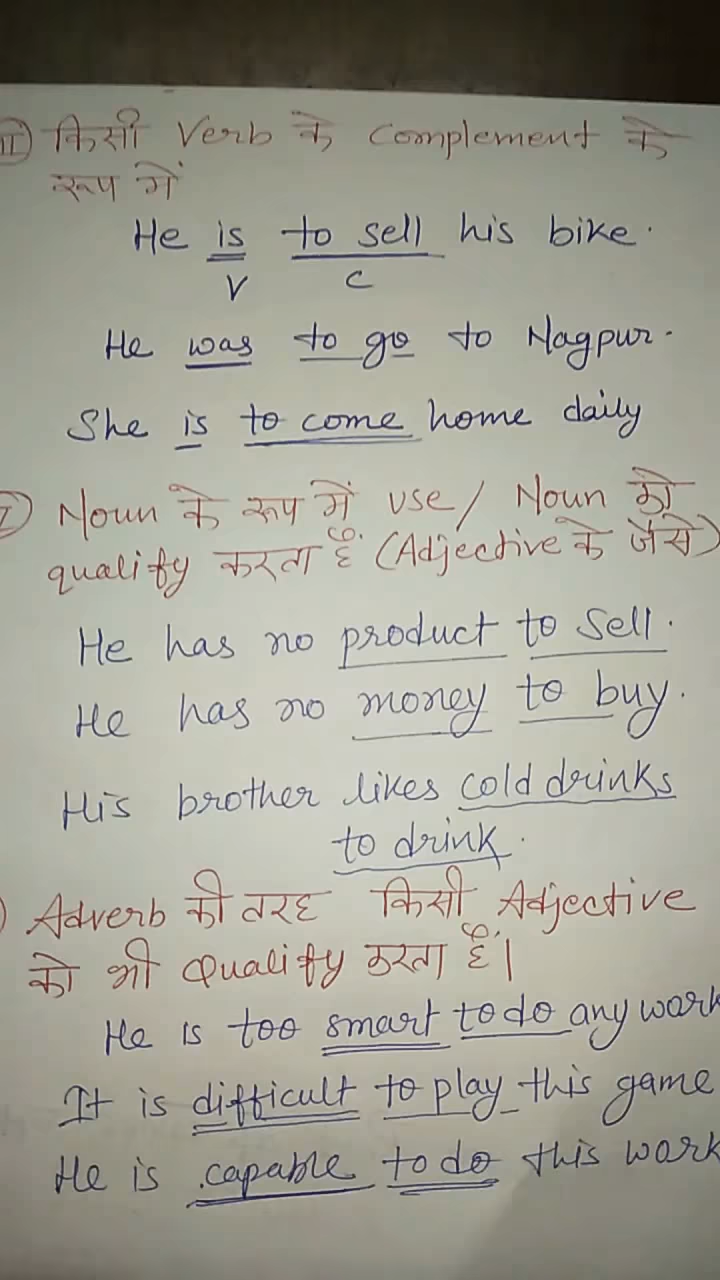 III) किसी Verb के Complement के
रूप में
He is to sell his bike.
V C
He was to go to Nagpur.
She is to come home daily
Noun के रूप में use / Noun को
qualify करता है (Adjective के जैसे)
He has no product to sell.
He has no money to buy.
His brother likes cold drinks
to drink.
Adverb की तरह किसी Adjective
को भी Qualify करता है।
He is too smart to do any work
It is difficult to play this game
He is capable to do this work